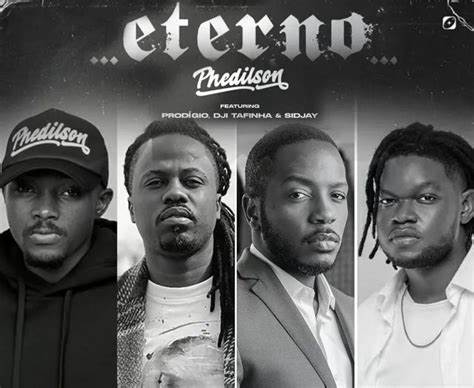 ...eterno...
Phedilson
FEATURING
PRODÍGIO, DJI TAFINHA & SIDJAY
Phedilson